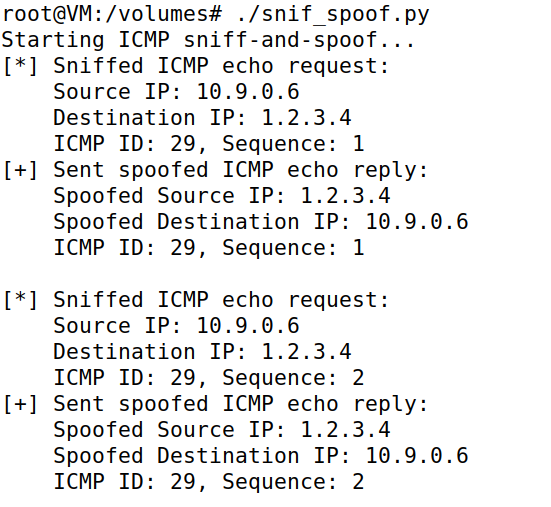 root@VM:/volumes# ./snif_spoof.py
Starting ICMP sniff-and-spoof...
[*] Sniffed ICMP echo request:
    Source IP: 10.9.0.6
    Destination IP: 1.2.3.4
    ICMP ID: 29, Sequence: 1
[+] Sent spoofed ICMP echo reply:
    Spoofed Source IP: 1.2.3.4
    Spoofed Destination IP: 10.9.0.6
    ICMP ID: 29, Sequence: 1

[*] Sniffed ICMP echo request:
    Source IP: 10.9.0.6
    Destination IP: 1.2.3.4
    ICMP ID: 29, Sequence: 2
[+] Sent spoofed ICMP echo reply:
    Spoofed Source IP: 1.2.3.4
    Spoofed Destination IP: 10.9.0.6
    ICMP ID: 29, Sequence: 2